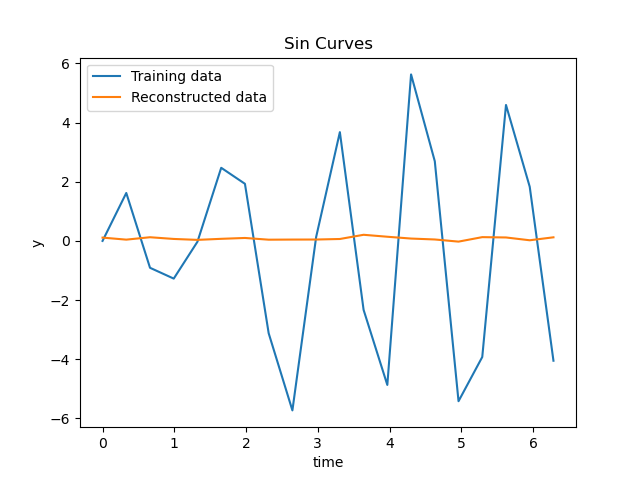 Sin Curves
Training data
Reconstructed data
6
4
2
0
−2
−4
−6
y
0 1 2 3 4 5 6
time